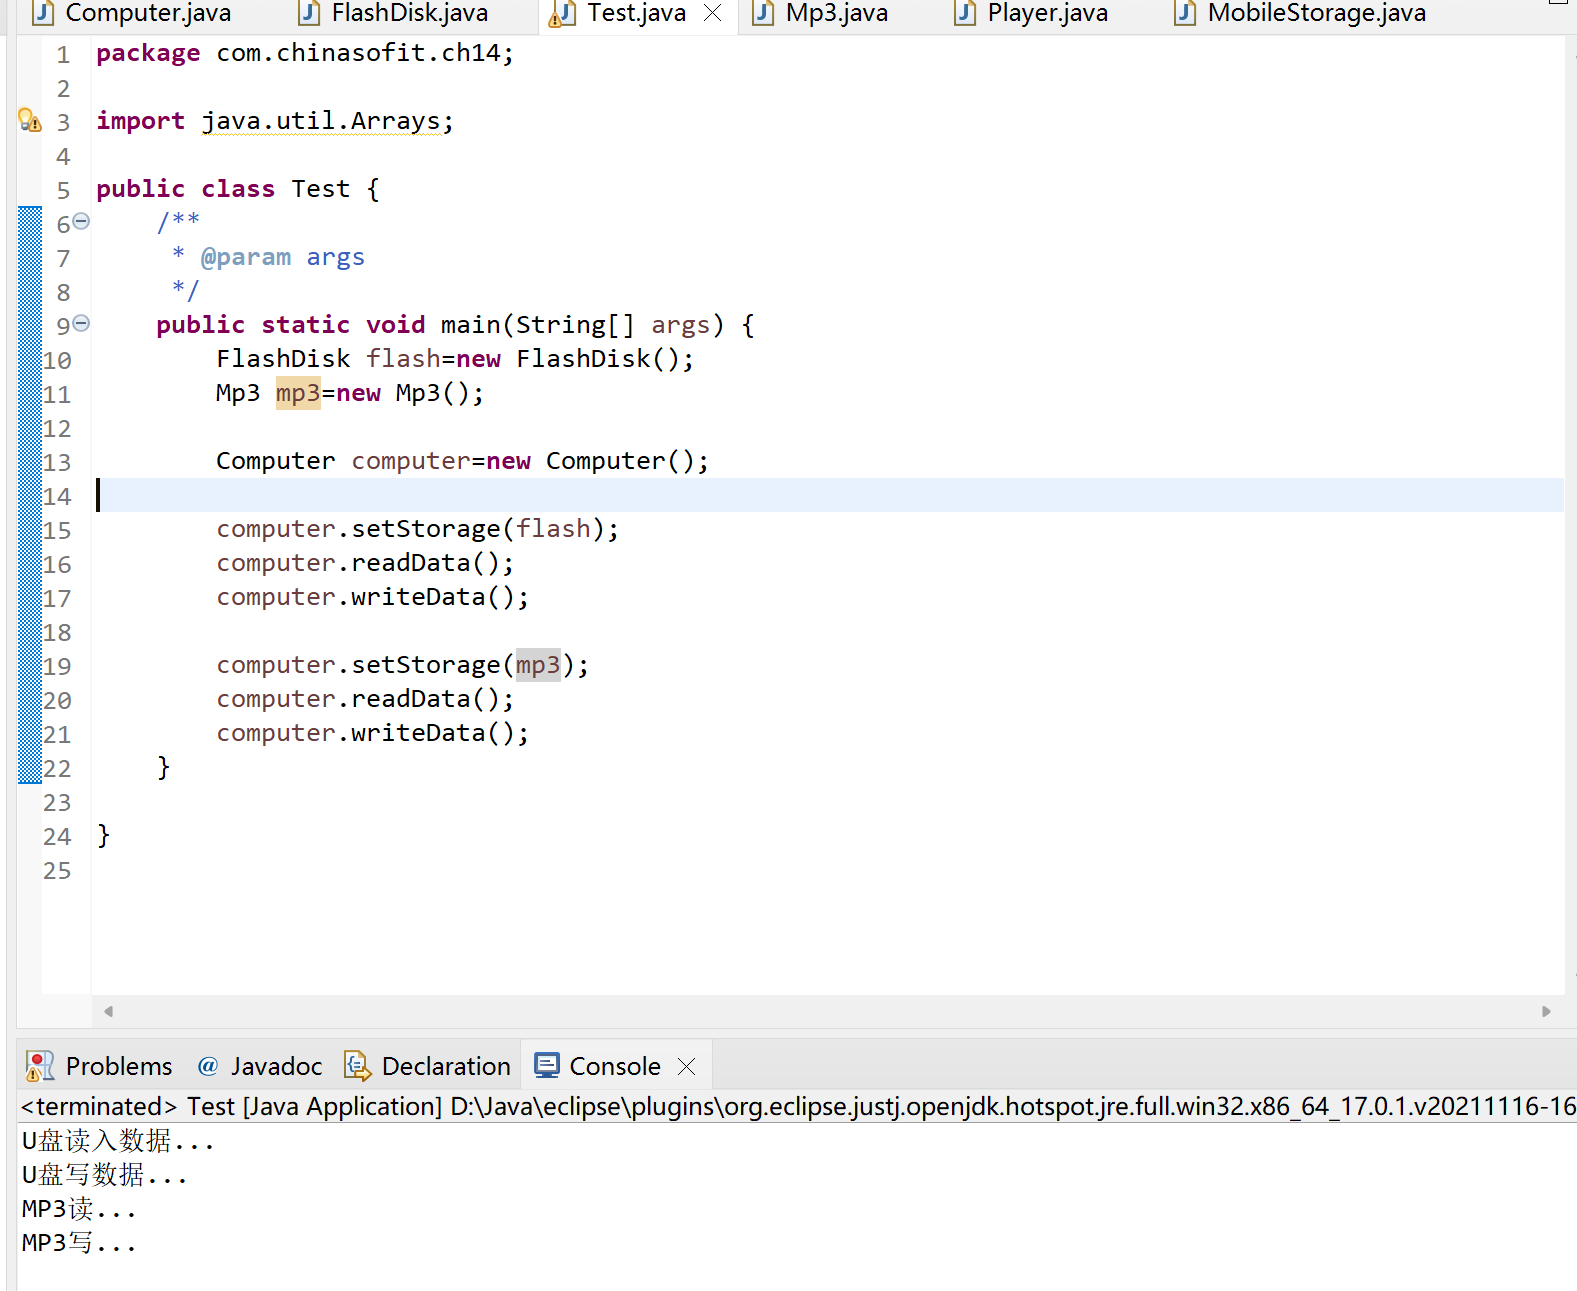 Computer.java FlashDisk.java Test.java Mp3.java Player.java MobileStorage.java
1 package com.chinasofit.ch14;
2
3 import java.util.Arrays;
4
5 public class Test {
6 /**
7 * @param args
8 */
9 public static void main(String[] args) {
10 FlashDisk flash=new FlashDisk();
11 Mp3 mp3=new Mp3();
12
13 Computer computer=new Computer();
14
15 computer.setStorage(flash);
16 computer.readData();
17 computer.writeData();
18
19 computer.setStorage(mp3);
20 computer.readData();
21 computer.writeData();
22 }
23
24 }
25
Problems @ Javadoc Declaration Console
<terminated> Test [Java Application] D:\Java\eclipse\plugins\org.eclipse.justj.openjdk.hotspot.jre.full.win32.x86_64_17.0.1.v20211116-16
U盘读入数据...
U盘写数据...
MP3读...
MP3写...